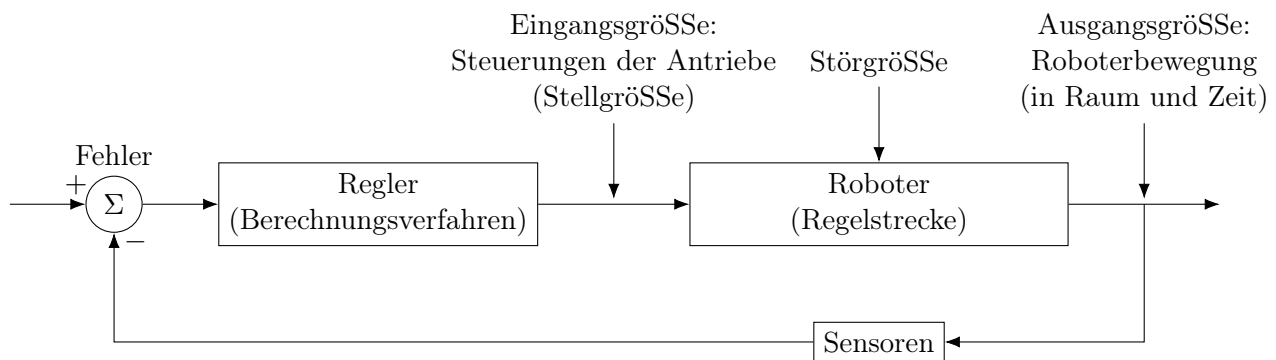 EingangsgröSSe:
Steuerungen der Antriebe
(StellgröSSe)
StörgröSSe
AusgangsgröSSe:
Roboterbewegung
(in Raum und Zeit)
Fehler
+
Σ
−
Regler
(Berechnungsverfahren)
Roboter
(Regelstrecke)
Sensoren